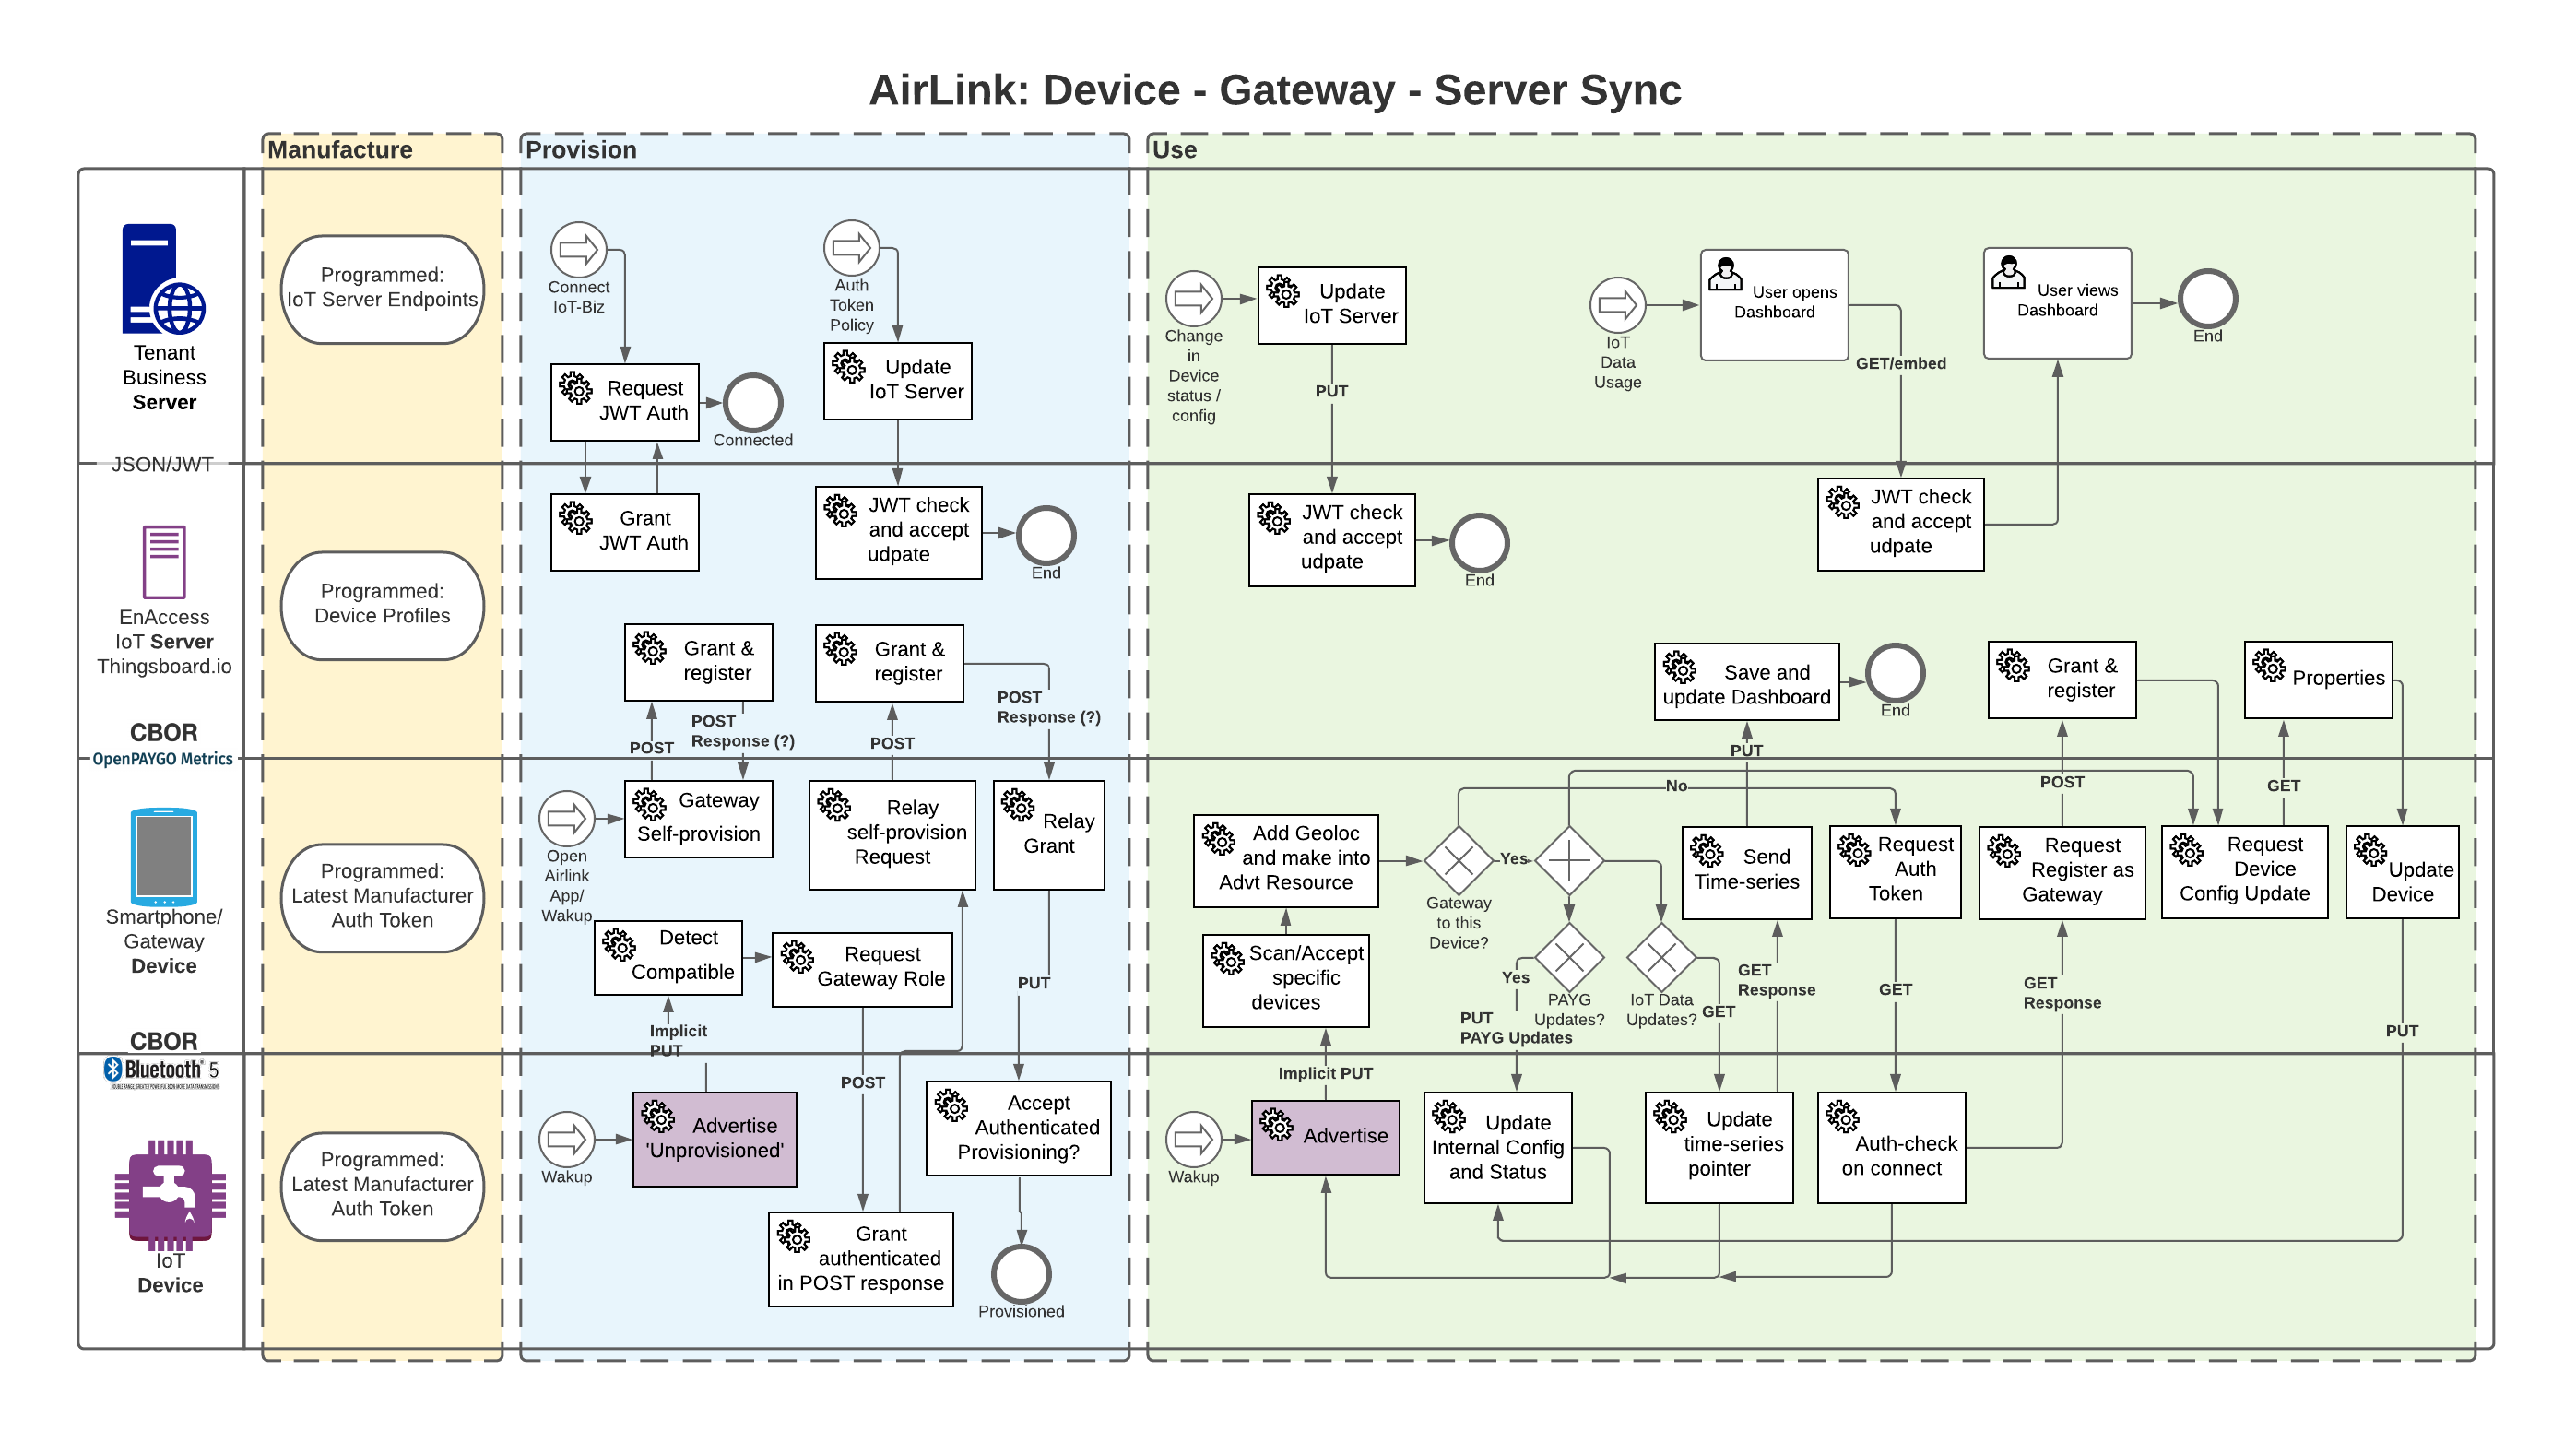 AirLink: Device - Gateway - Server Sync
Manufacture
Provision
Use
Tenant
Business
Server
JSON/JWT
Programmed:
IoT Server Endpoints
Connect
IoT-Biz
Request
JWT Auth
Connected
Auth
Token
Policy
Update
IoT Server
Change
in
Device
status /
config
Update
IoT Server
PUT
IoT
Data
Usage
User opens
Dashboard
GET/embed
User views
Dashboard
End
EnAccess
IoT Server
Thingsboard.io
CBOR
OpenPAYGO Metrics
Programmed:
Device Profiles
Grant
JWT Auth
JWT check
and accept
udpate
End
Grant &
register
POST
POST
Response (?)
Grant &
register
POST
POST
Response (?)
JWT check
and accept
udpate
End
JWT check
and accept
udpate
Save and
update Dashboard
End
PUT
Grant &
register
POST
Properties
GET
Smartphone/
Gateway
Device
CBOR
Bluetooth 5
Programmed:
Latest Manufacturer
Auth Token
Open
Airlink
App/
Wakup
Gateway
Self-provision
Relay
self-provision
Request
Relay
Grant
Detect
Compatible
Request
Gateway Role
Implicit
PUT
POST
PUT
Add Geoloc
and make into
Advt Resource
Scan/Accept
specific
devices
Gateway
to this
Device?
No
Yes
PAYG
Updates?
Yes
PUT
PAYG Updates
IoT Data
Updates?
GET
Send
Time-series
GET
Response
Request
Auth
Token
GET
Request
Register as
Gateway
GET
Response
Request
Device
Config Update
Update
Device
PUT
IoT
Device
Programmed:
Latest Manufacturer
Auth Token
Wakup
Advertise
'Unprovisioned'
Grant
authenticated
in POST response
Accept
Authenticated
Provisioning?
Provisioned
Wakup
Implicit PUT
Advertise
Update
Internal Config
and Status
Update
time-series
pointer
Auth-check
on connect